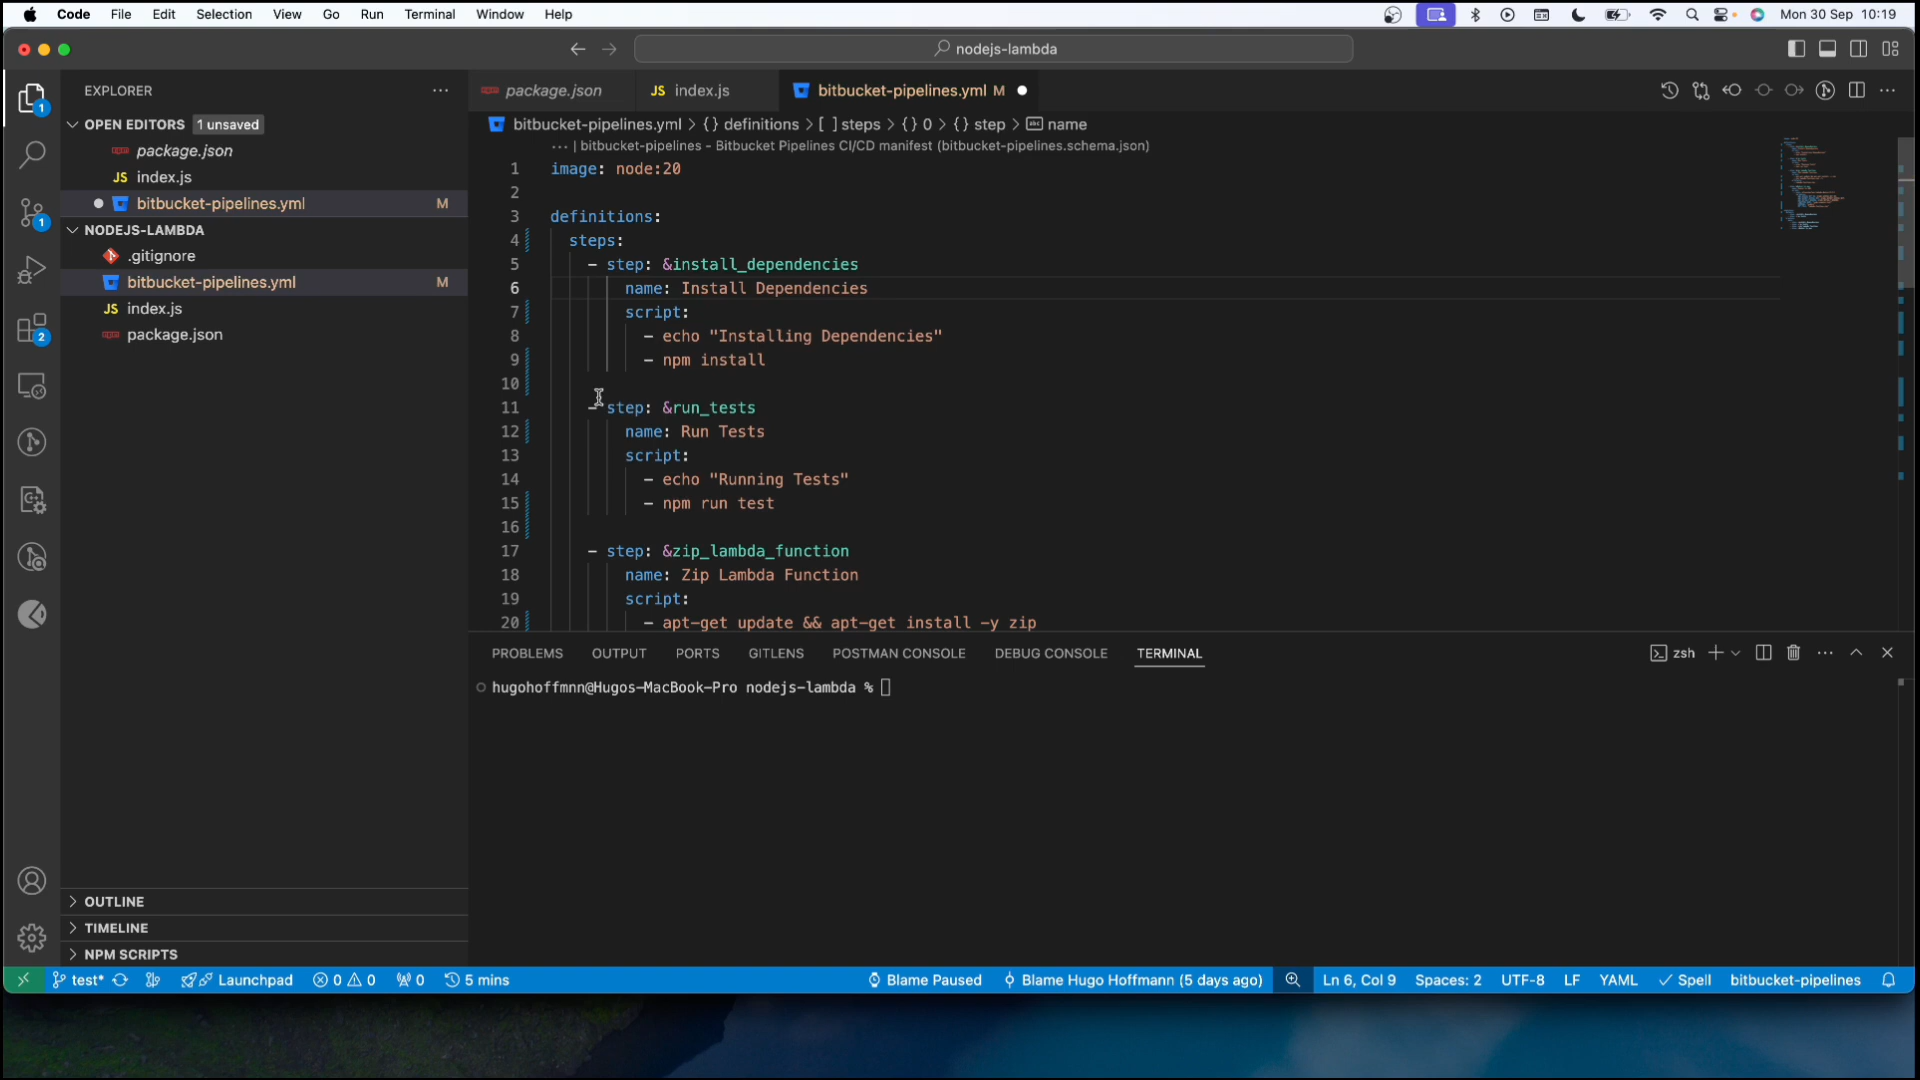 Code File Edit Selection View Go Run Terminal Window Help Mon 30 Sep 10:19
nodejs-lambda
EXPLORER
OPEN EDITORS 1 unsaved
package.json
JS index.js
bitbucket-pipelines.yml M
NODEJS-LAMBDA
.gitignore
bitbucket-pipelines.yml M
JS index.js
package.json
OUTLINE
TIMELINE
NPM SCRIPTS
1
1
2
package.json JS index.js bitbucket-pipelines.yml M
bitbucket-pipelines.yml > {} definitions > [ ] steps > {} 0 > {} step > abc name
... | bitbucket-pipelines - Bitbucket Pipelines CI/CD manifest (bitbucket-pipelines.schema.json)
1 image: node:20
2
3 definitions:
4 steps:
5 - step: &install_dependencies
6 name: Install Dependencies
7 script:
8 - echo "Installing Dependencies"
9 - npm install
10
11 - step: &run_tests
12 name: Run Tests
13 script:
14 - echo "Running Tests"
15 - npm run test
16
17 - step: &zip_lambda_function
18 name: Zip Lambda Function
19 script:
20 - apt-get update && apt-get install -y zip
PROBLEMS OUTPUT PORTS GITLENS POSTMAN CONSOLE DEBUG CONSOLE TERMINAL zsh
hugohoffmnn@Hugos-MacBook-Pro nodejs-lambda %
test* Launchpad 0 0 0 5 mins Blame Paused Blame Hugo Hoffmann (5 days ago) Ln 6, Col 9 Spaces: 2 UTF-8 LF YAML Spell bitbucket-pipelines